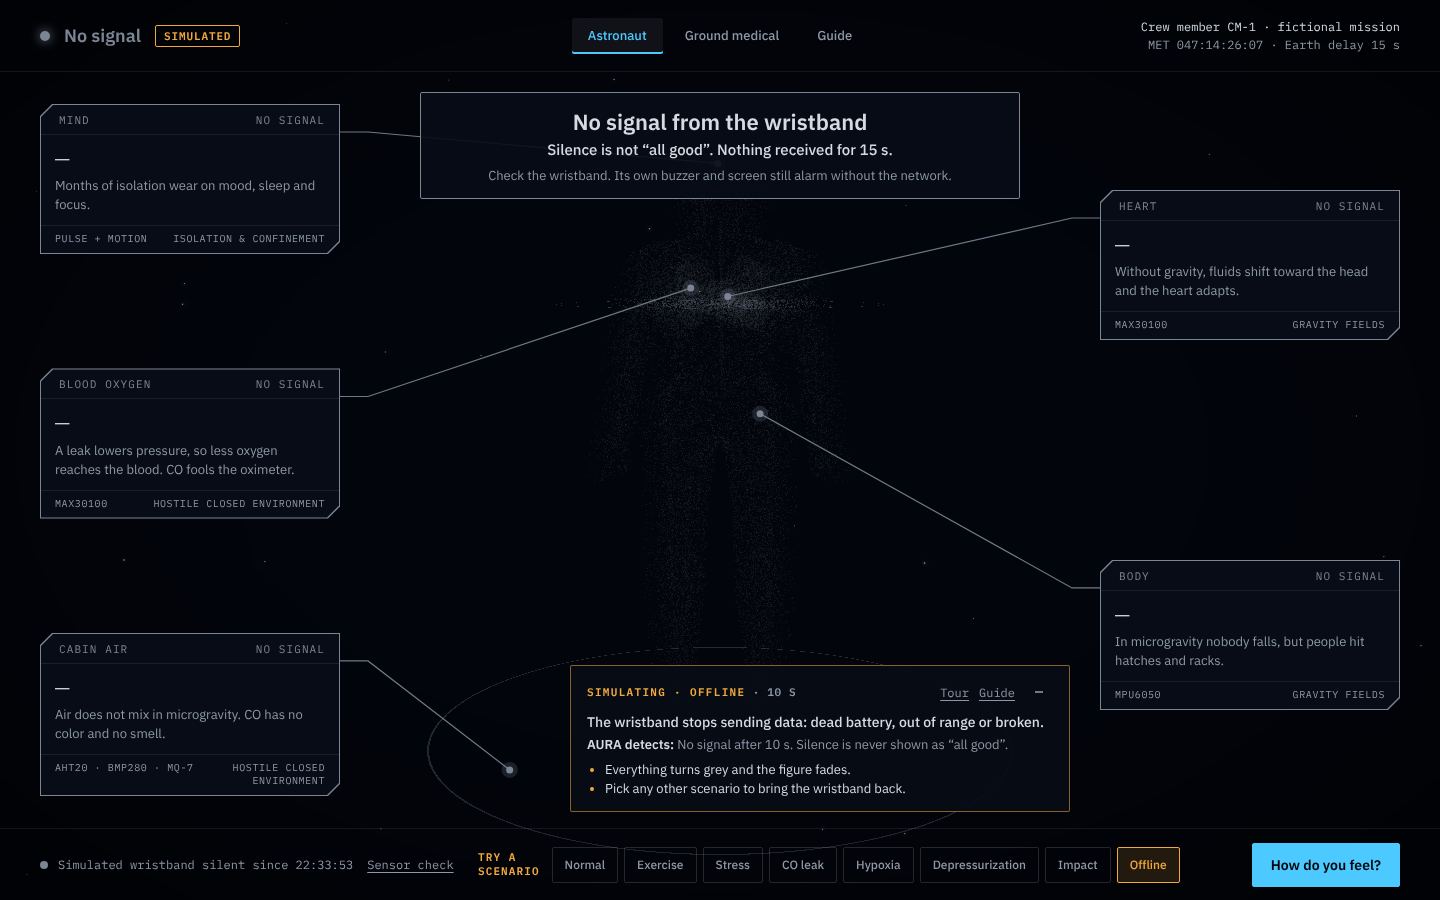 No signal
SIMULATED
Astronaut
Ground medical
Guide
Crew member CM-1 · fictional mission
MET 047:14:26:07 · Earth delay 15 s
No signal from the wristband
Silence is not “all good”. Nothing received for 15 s.
Check the wristband. Its own buzzer and screen still alarm without the network.
MIND NO SIGNAL
—
Months of isolation wear on mood, sleep and
focus.
PULSE + MOTION ISOLATION & CONFINEMENT
HEART NO SIGNAL
—
Without gravity, fluids shift toward the head
and the heart adapts.
MAX30100 GRAVITY FIELDS
BLOOD OXYGEN NO SIGNAL
—
A leak lowers pressure, so less oxygen
reaches the blood. CO fools the oximeter.
MAX30100 HOSTILE CLOSED ENVIRONMENT
BODY NO SIGNAL
—
In microgravity nobody falls, but people hit
hatches and racks.
MPU6050 GRAVITY FIELDS
CABIN AIR NO SIGNAL
—
Air does not mix in microgravity. CO has no
color and no smell.
AHT20 · BMP280 · MQ-7 HOSTILE CLOSED
ENVIRONMENT
SIMULATING · OFFLINE · 10 S Tour Guide –
The wristband stops sending data: dead battery, out of range or broken.
AURA detects: No signal after 10 s. Silence is never shown as “all good”.
• Everything turns grey and the figure fades.
• Pick any other scenario to bring the wristband back.
Simulated wristband silent since 22:33:53 Sensor check
TRY A
SCENARIO
Normal
Exercise
Stress
CO leak
Hypoxia
Depressurization
Impact
Offline
How do you feel?